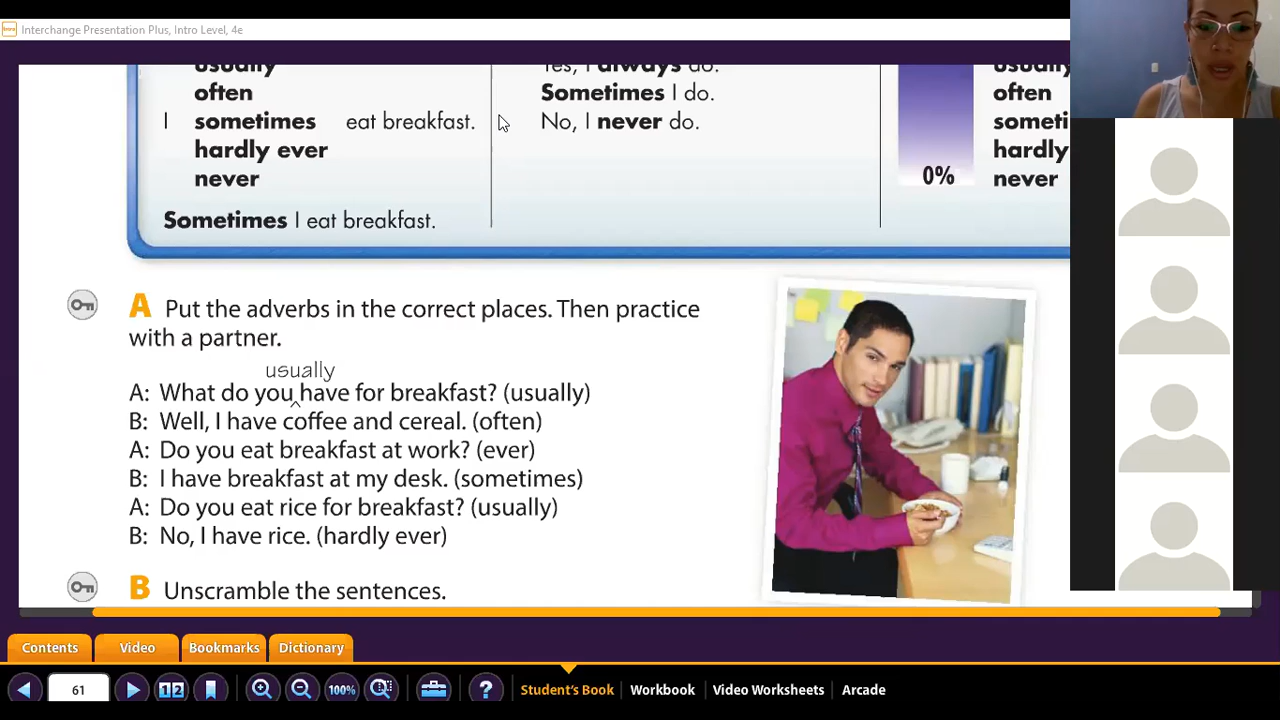 Interchange Presentation Plus, Intro Level, 4e
usually
often
I sometimes eat breakfast.
hardly ever
never
Sometimes I eat breakfast.
Yes, I always do.
Sometimes I do.
No, I never do.
0%
usually
often
someti
hardly
never
A Put the adverbs in the correct places. Then practice
with a partner.
usually
A: What do you ‸ have for breakfast? (usually)
B: Well, I have coffee and cereal. (often)
A: Do you eat breakfast at work? (ever)
B: I have breakfast at my desk. (sometimes)
A: Do you eat rice for breakfast? (usually)
B: No, I have rice. (hardly ever)
B Unscramble the sentences.
Contents Video Bookmarks Dictionary
61 12 100% ? Student's Book Workbook Video Worksheets Arcade